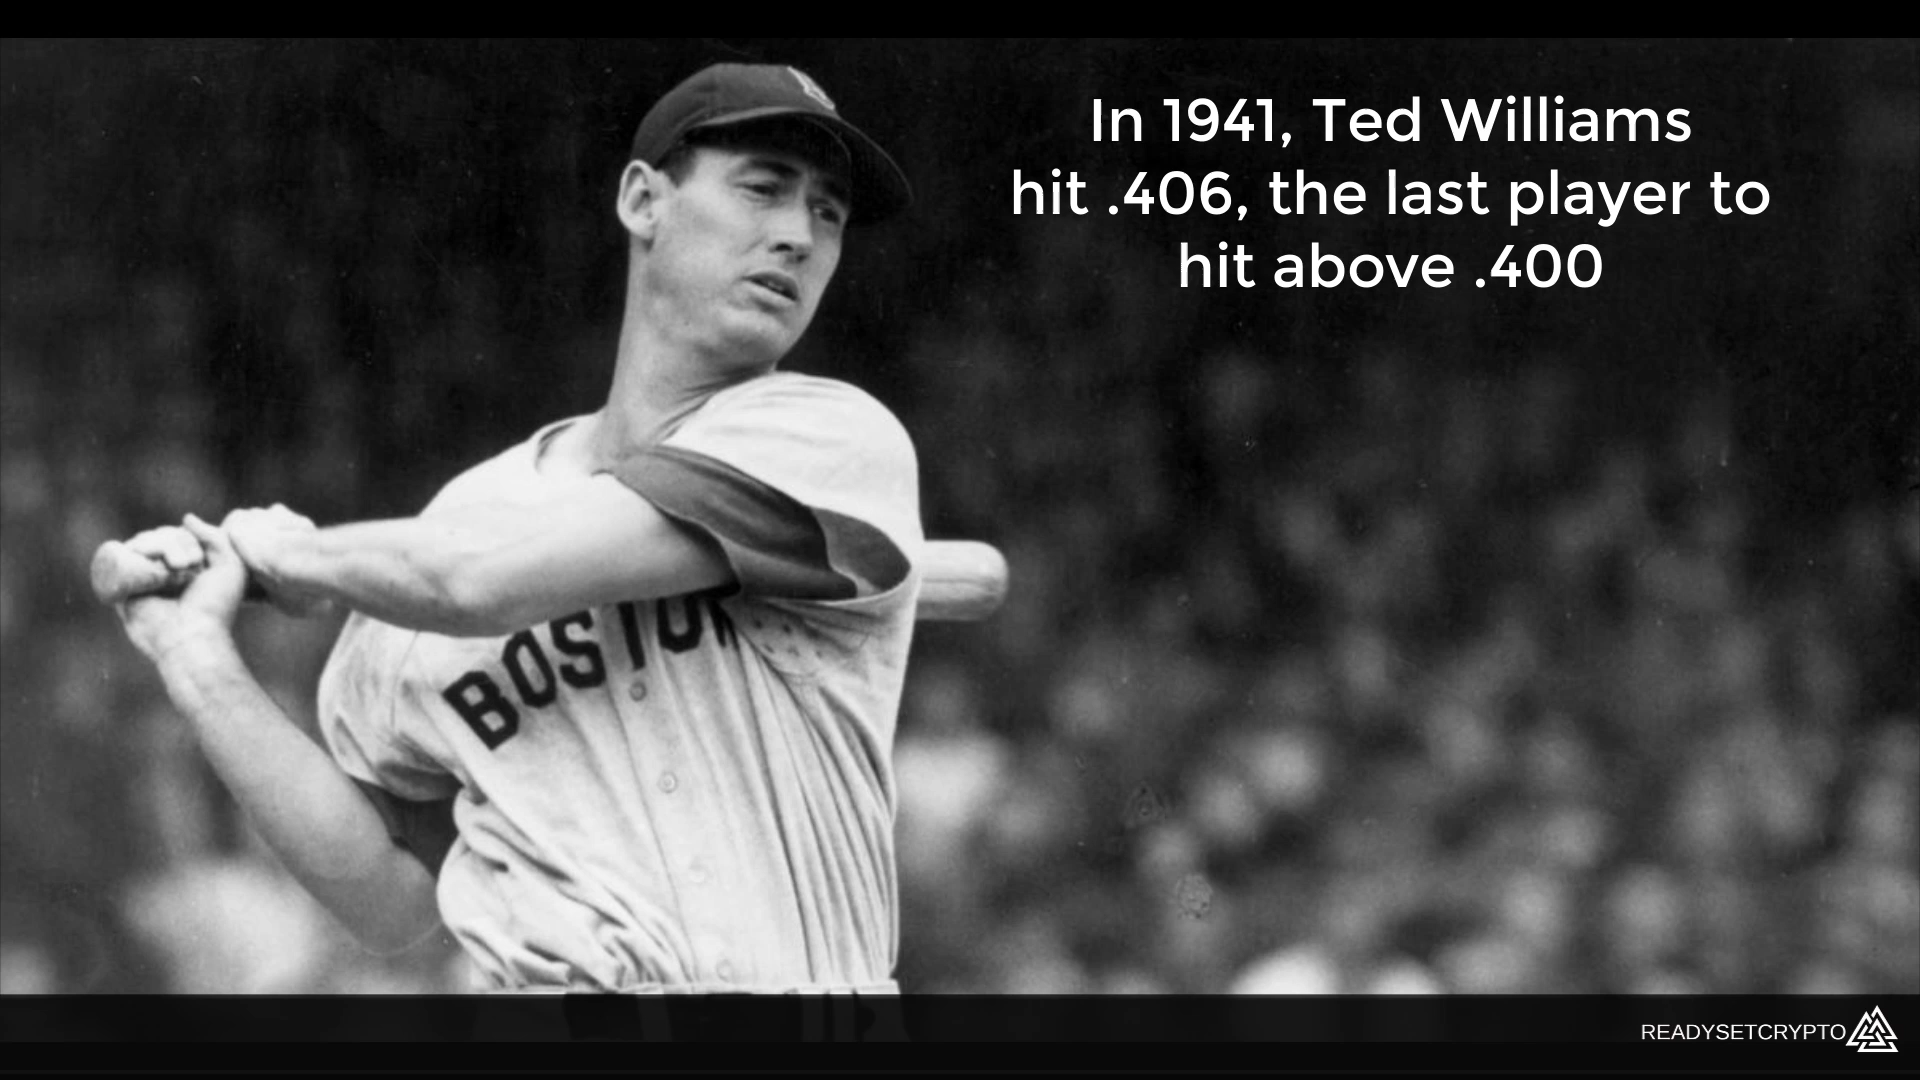 In 1941, Ted Williams
hit .406, the last player to
hit above .400
BOSTON
READYSETCRYPTO